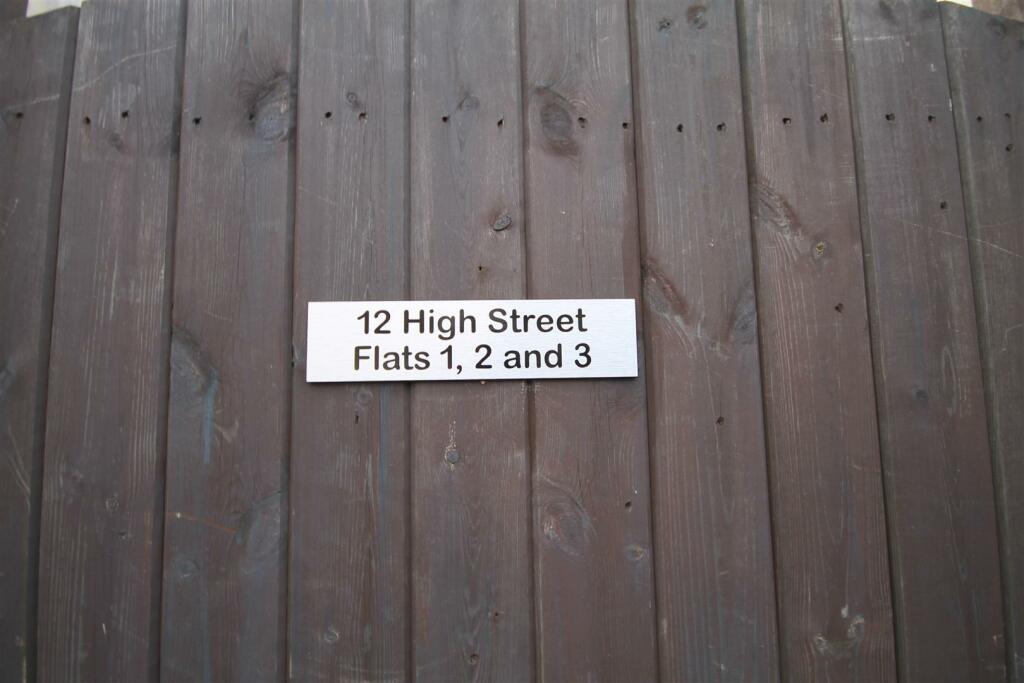 12 High Street
Flats 1, 2 and 3